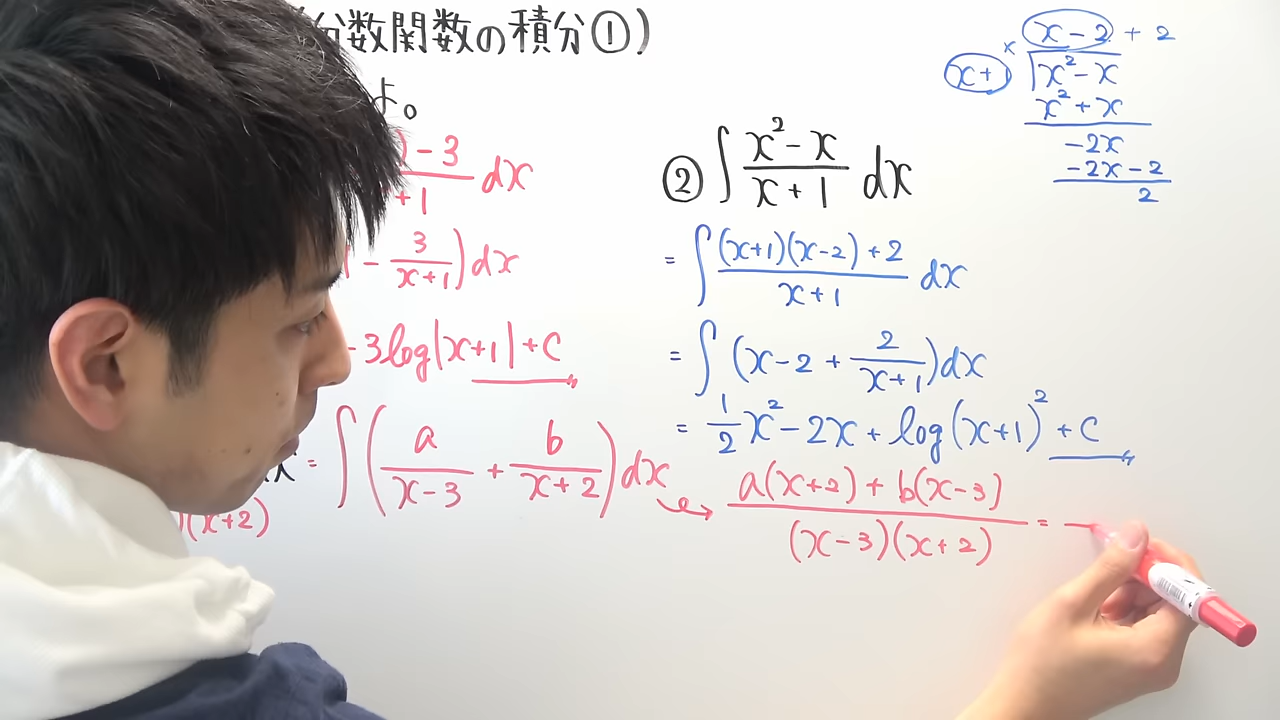 分数関数の積分①)
よ。
-3
+1 dx
- 3/(x+1))dx
-3log|x+1|+C
= ∫(a/(x-3) + b/(x+2))dx
(x+2)
② ∫ (x²-x)/(x+1) dx
= ∫ ((x+1)(x-2)+2)/(x+1) dx
= ∫ (x-2+2/(x+1))dx
= 1/2 x²-2x+log(x+1)²+C
(a(x+2)+b(x-3))/((x-3)(x+2)) =
x-2+2
x+1 × x²-x
x²+x
-2x
-2x-2
2